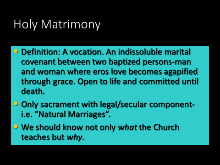 Holy Matrimony
Definition: A vocation. An indissoluble marital
covenant between two baptized persons-man
and woman where eros love becomes agapified
through grace. Open to life and committed until
death.
Only sacrament with legal/secular component-
i.e. "Natural Marriages".
We should know not only what the Church
teaches but why.